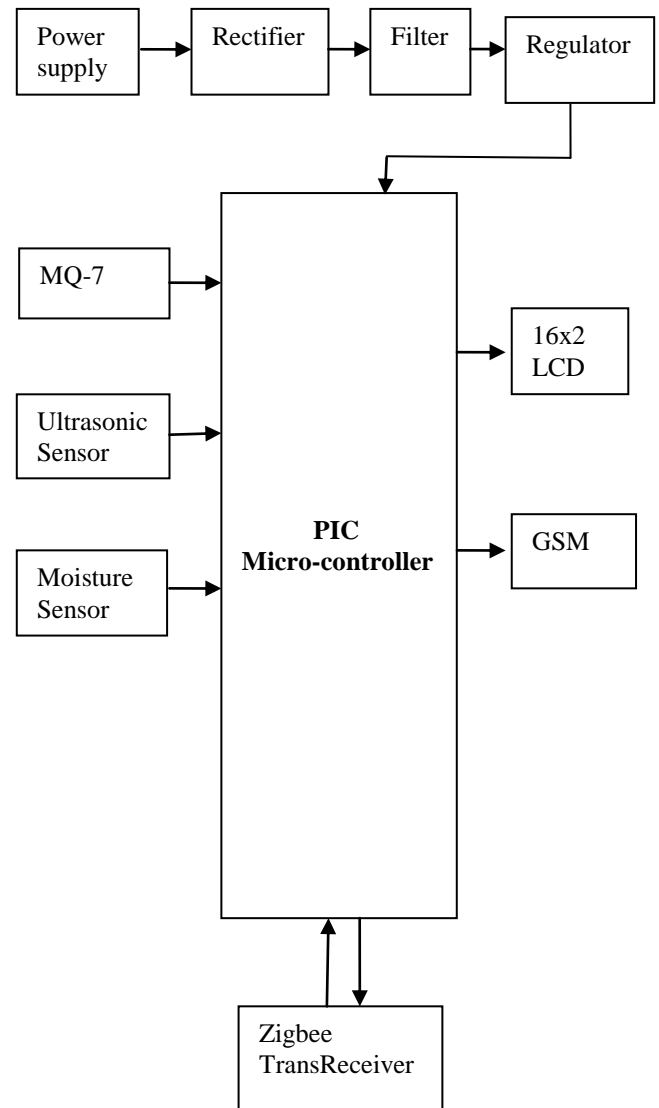 Power
supply
Rectifier
Filter
Regulator
MQ-7
16x2
LCD
Ultrasonic
Sensor
PIC
Micro-controller
GSM
Moisture
Sensor
Zigbee
TransReceiver